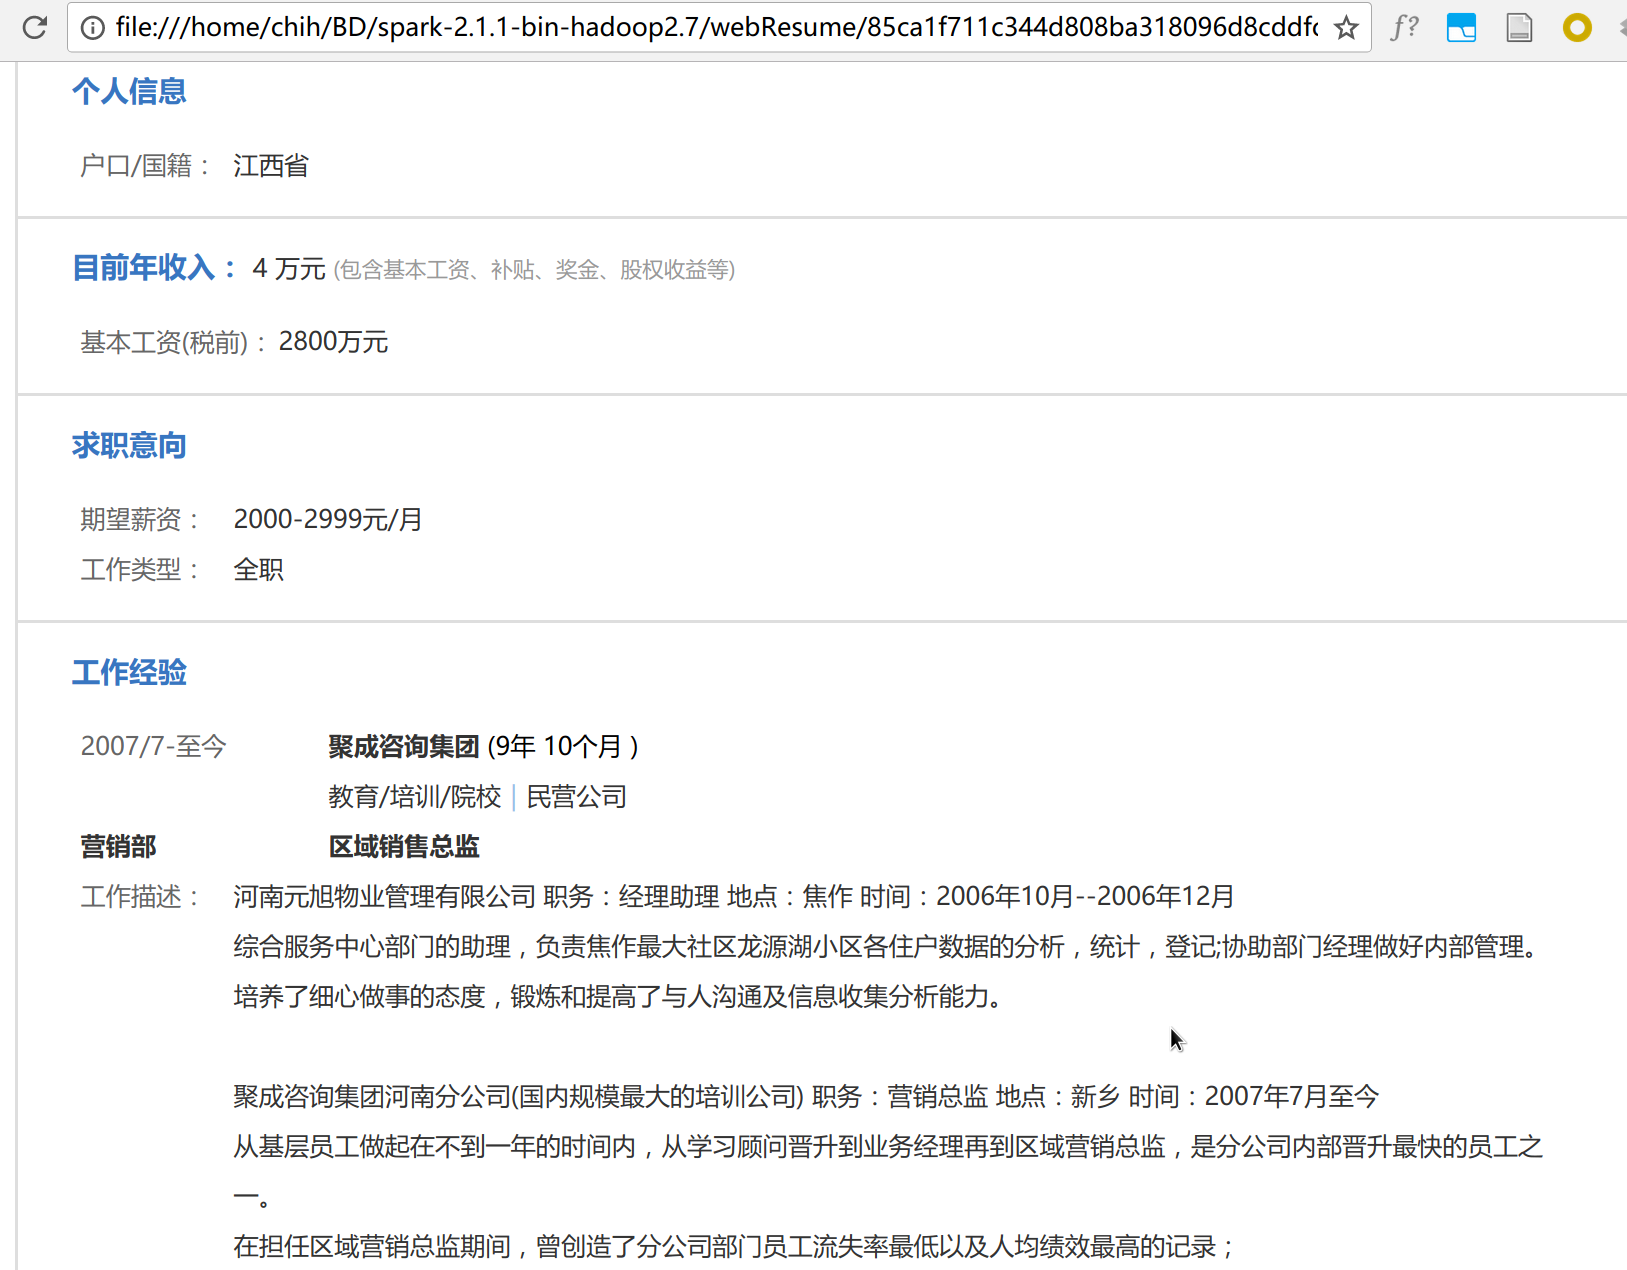 file:///home/chih/BD/spark-2.1.1-bin-hadoop2.7/webResume/85ca1f711c344d808ba318096d8cddf
f?
个人信息
户口/国籍： 江西省
目前年收入： 4 万元 (包含基本工资、补贴、奖金、股权收益等)
基本工资(税前)： 2800万元
求职意向
期望薪资： 2000-2999元/月
工作类型： 全职
工作经验
2007/7-至今 聚成咨询集团 (9年 10个月 )
教育/培训/院校|民营公司
营销部 区域销售总监
工作描述： 河南元旭物业管理有限公司 职务：经理助理 地点：焦作 时间：2006年10月--2006年12月
综合服务中心部门的助理，负责焦作最大社区龙源湖小区各住户数据的分析，统计，登记;协助部门经理做好内部管理。
培养了细心做事的态度，锻炼和提高了与人沟通及信息收集分析能力。
聚成咨询集团河南分公司(国内规模最大的培训公司) 职务：营销总监 地点：新乡 时间：2007年7月至今
从基层员工做起在不到一年的时间内，从学习顾问晋升到业务经理再到区域营销总监，是分公司内部晋升最快的员工之
一。
在担任区域营销总监期间，曾创造了分公司部门员工流失率最低以及人均绩效最高的记录；